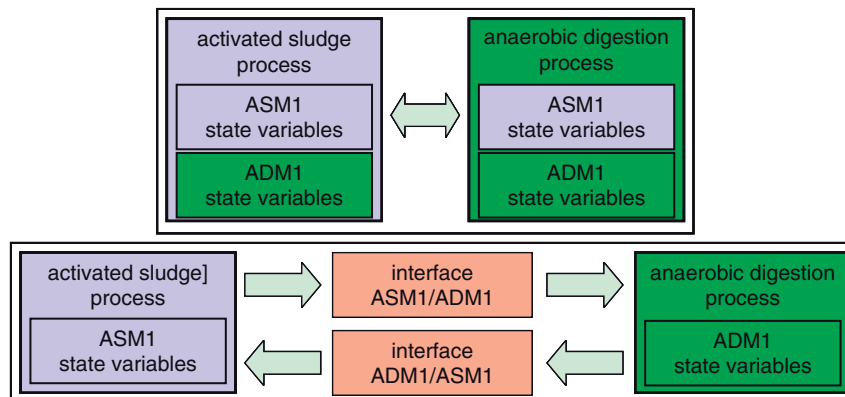 activated sludge
process
ASM1
state variables
ADM1
state variables
anaerobic digestion
process
ASM1
state variables
ADM1
state variables
activated sludge]
process
ASM1
state variables
interface
ASM1/ADM1
interface
ADM1/ASM1
anaerobic digestion
process
ADM1
state variables